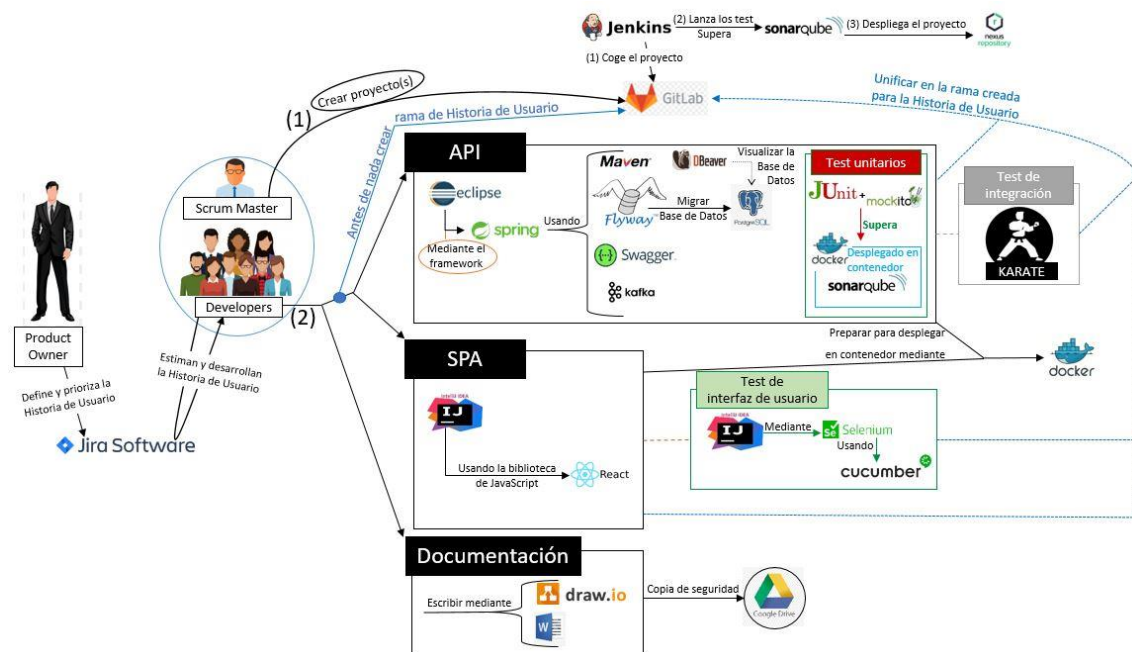 Jenkins
(2) Lanza los test
Supera
sonarqube
(3) Despliega el proyecto
nexus
repository
(1) Coge el proyecto
GitLab
Unificar en la rama creada
para la Historia de Usuario
(1)
Crear proyecto(s)
Antes de nada crear
rama de Historia de Usuario
Scrum Master
Developers
(2)
Product
Owner
Define y prioriza la
Historia de Usuario
Jira Software
Estiman y desarrollan
la Historia de Usuario
API
eclipse
Mediante el
framework
spring
Usando
Maven
DBeaver
Visualizar la
Base de
Datos
Flyway
Migrar
Base de Datos
PostgreSQL
Swagger
kafka
Test unitarios
JUnit
+
mockito
Supera
docker
Desplegado en
contenedor
sonarqube
Test de
integración
KARATE
Preparar para desplegar
en contenedor mediante
docker
SPA
IntelliJ IDEA
IJ
Usando la biblioteca
de JavaScript
React
Test de
interfaz de usuario
IntelliJ IDEA
IJ
Mediante
Se
Selenium
Usando
cucumber
Documentación
Escribir mediante
draw.io
W
Copia de seguridad
Google Drive